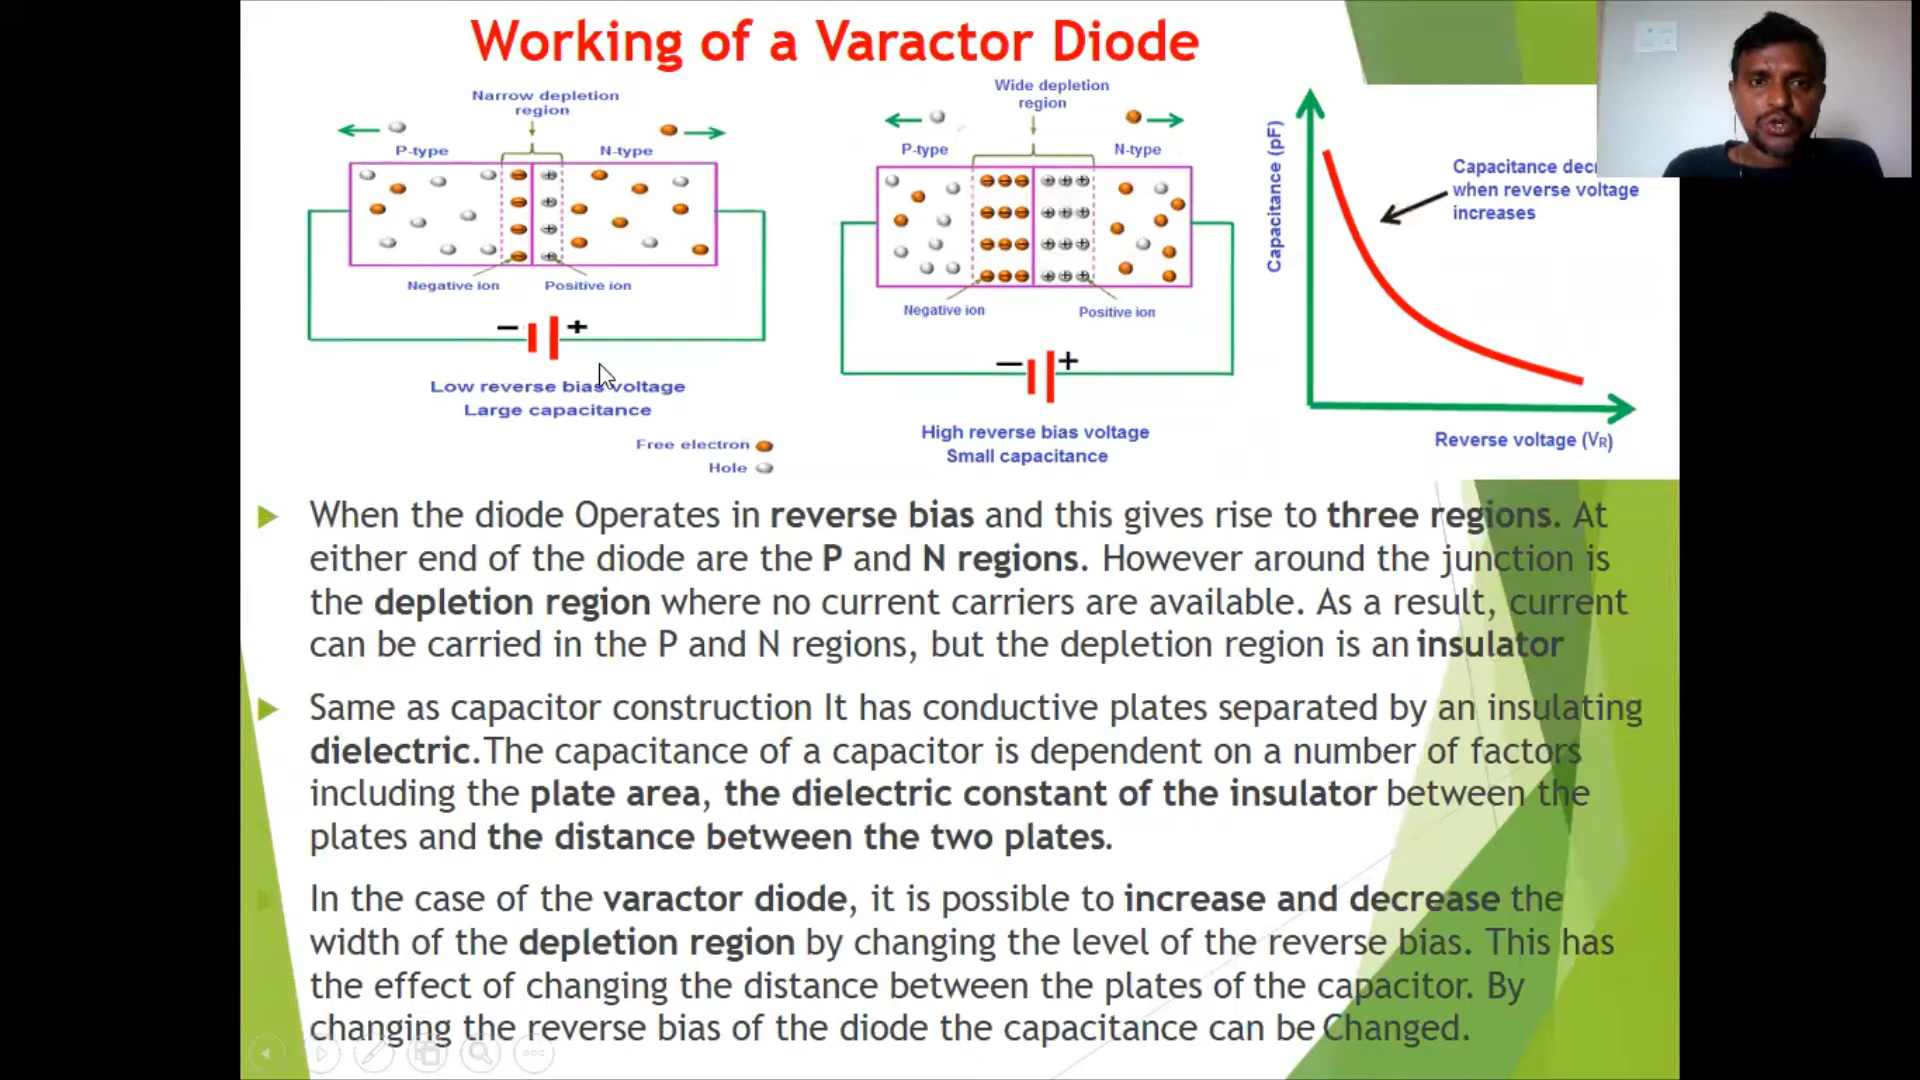 Working of a Varactor Diode
Narrow depletion
region
P-type
N-type
Negative ion
Positive ion
− +
Low reverse bias voltage
Large capacitance
Free electron
Hole
Wide depletion
region
P-type
N-type
Negative ion
Positive ion
− +
High reverse bias voltage
Small capacitance
Capacitance (pF)
Capacitance
when reverse voltage
increases
Reverse voltage (VR)
When the diode Operates in reverse bias and this gives rise to three regions. At
either end of the diode are the P and N regions. However around the junction is
the depletion region where no current carriers are available. As a result, current
can be carried in the P and N regions, but the depletion region is an insulator
Same as capacitor construction It has conductive plates separated by an insulating
dielectric.The capacitance of a capacitor is dependent on a number of factors
including the plate area, the dielectric constant of the insulator between the
plates and the distance between the two plates.
In the case of the varactor diode, it is possible to increase and decrease the
width of the depletion region by changing the level of the reverse bias. This has
the effect of changing the distance between the plates of the capacitor. By
changing the reverse bias of the diode the capacitance can be Changed.